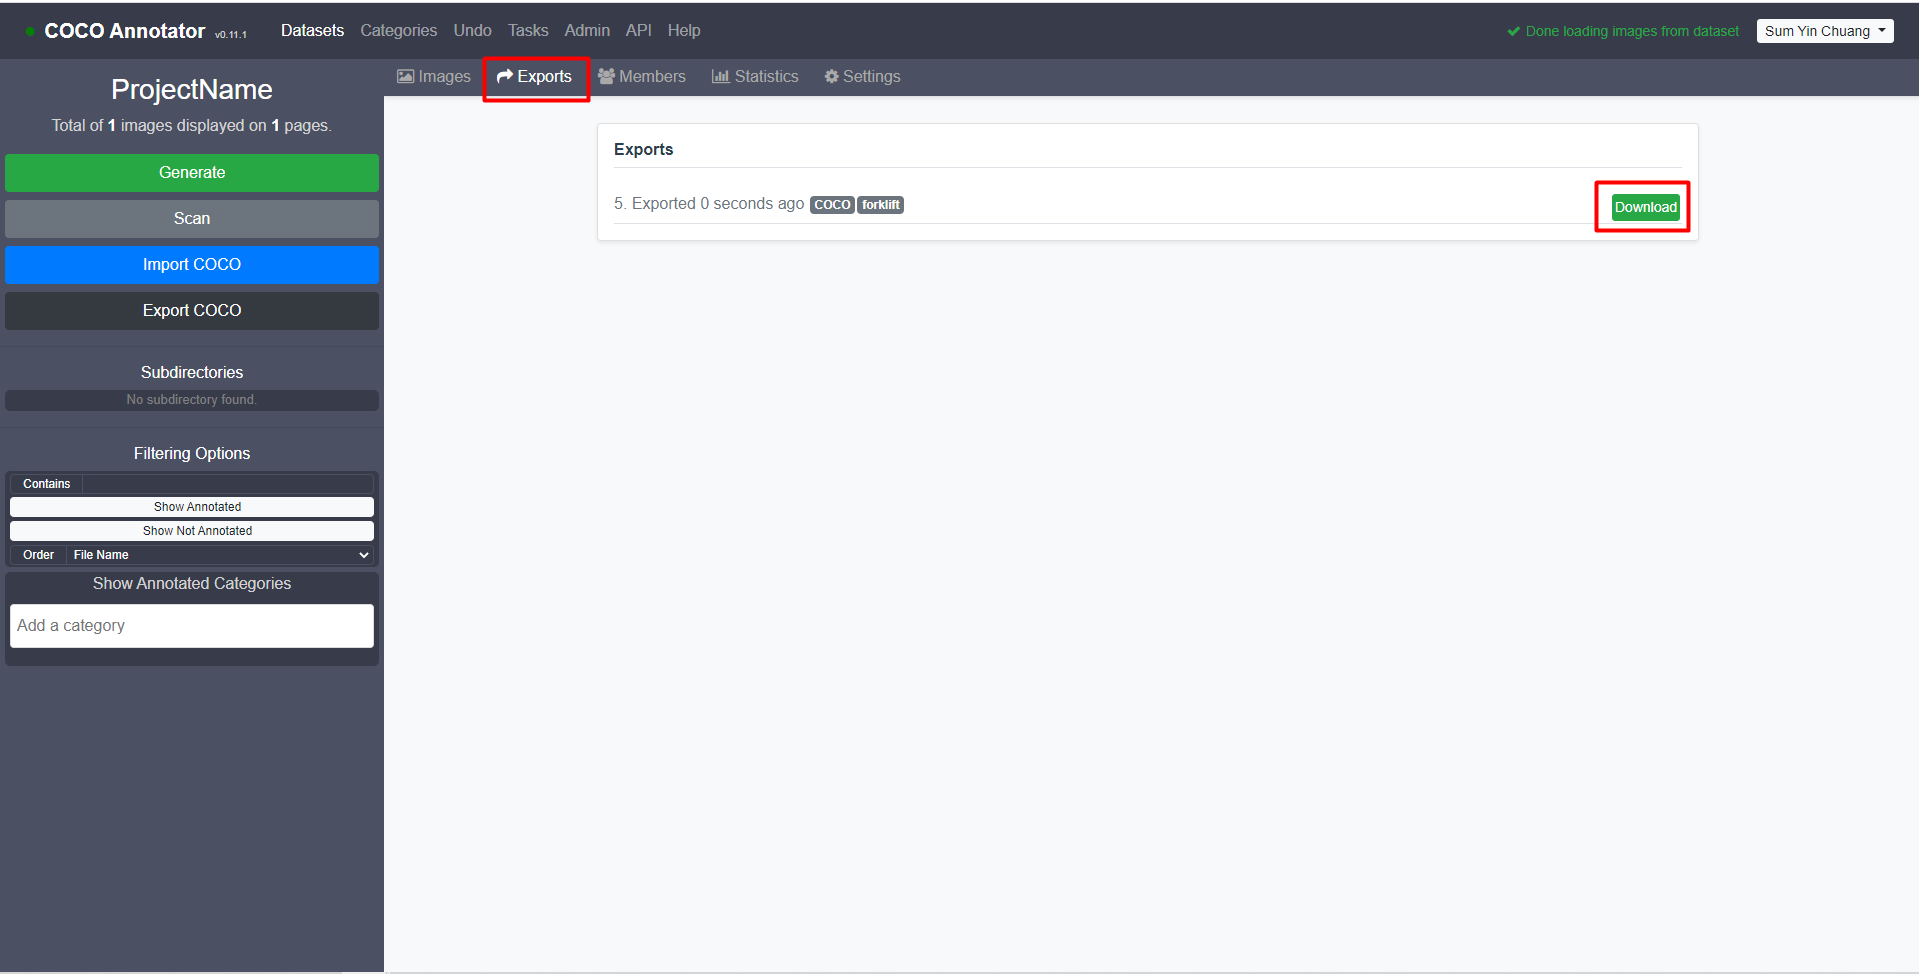 COCO Annotator v0.11.1 Datasets Categories Undo Tasks Admin API Help Done loading images from dataset Sum Yin Chuang
Images Exports Members Statistics Settings
ProjectName
Total of 1 images displayed on 1 pages.
Generate
Scan
Import COCO
Export COCO
Subdirectories
No subdirectory found.
Filtering Options
Contains
Show Annotated
Show Not Annotated
Order File Name
Show Annotated Categories
Add a category
Exports
5. Exported 0 seconds ago COCO forklift Download